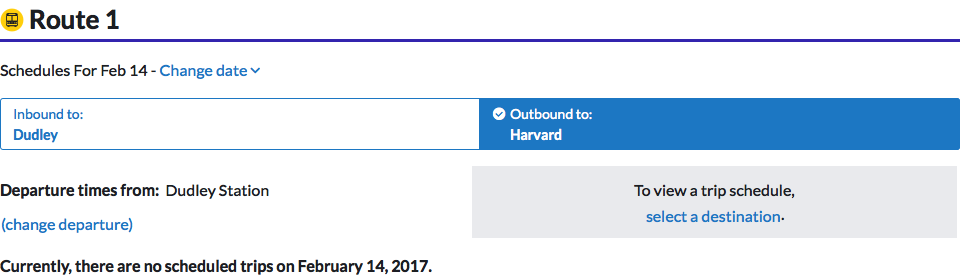 Route 1
Schedules For Feb 14 - Change date
Inbound to:
Dudley
Outbound to:
Harvard
Departure times from: Dudley Station
(change departure)
To view a trip schedule,
select a destination.
Currently, there are no scheduled trips on February 14, 2017.